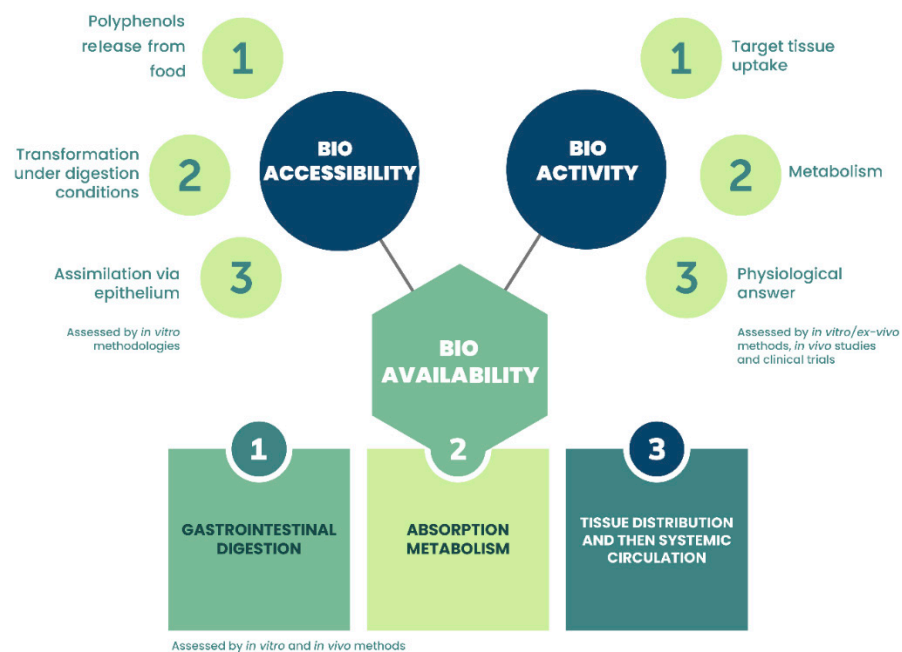 Polyphenols
release from
food
1
Transformation
under digestion
conditions
2
Assimilation via
epithelium
3
Assessed by in vitro
methodologies
BIO
ACCESSIBILITY
BIO
ACTIVITY
1
Target tissue
uptake
2
Metabolism
3
Physiological
answer
Assessed by in vitro/ex-vivo
methods, in vivo studies
and clinical trials
BIO
AVAILABILITY
1
GASTROINTESTINAL
DIGESTION
2
ABSORPTION
METABOLISM
3
TISSUE DISTRIBUTION
AND THEN SYSTEMIC
CIRCULATION
Assessed by in vitro and in vivo methods